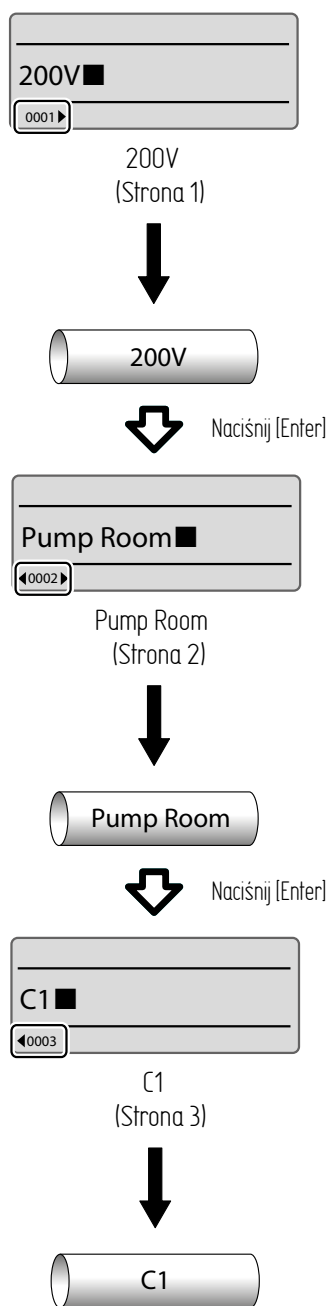 200V■
0001▶
200V
(Strona 1)
200V
Naciśnij [Enter]
Pump Room■
◀0002▶
Pump Room
(Strona 2)
Pump Room
Naciśnij [Enter]
C1■
◀0003
C1
(Strona 3)
C1